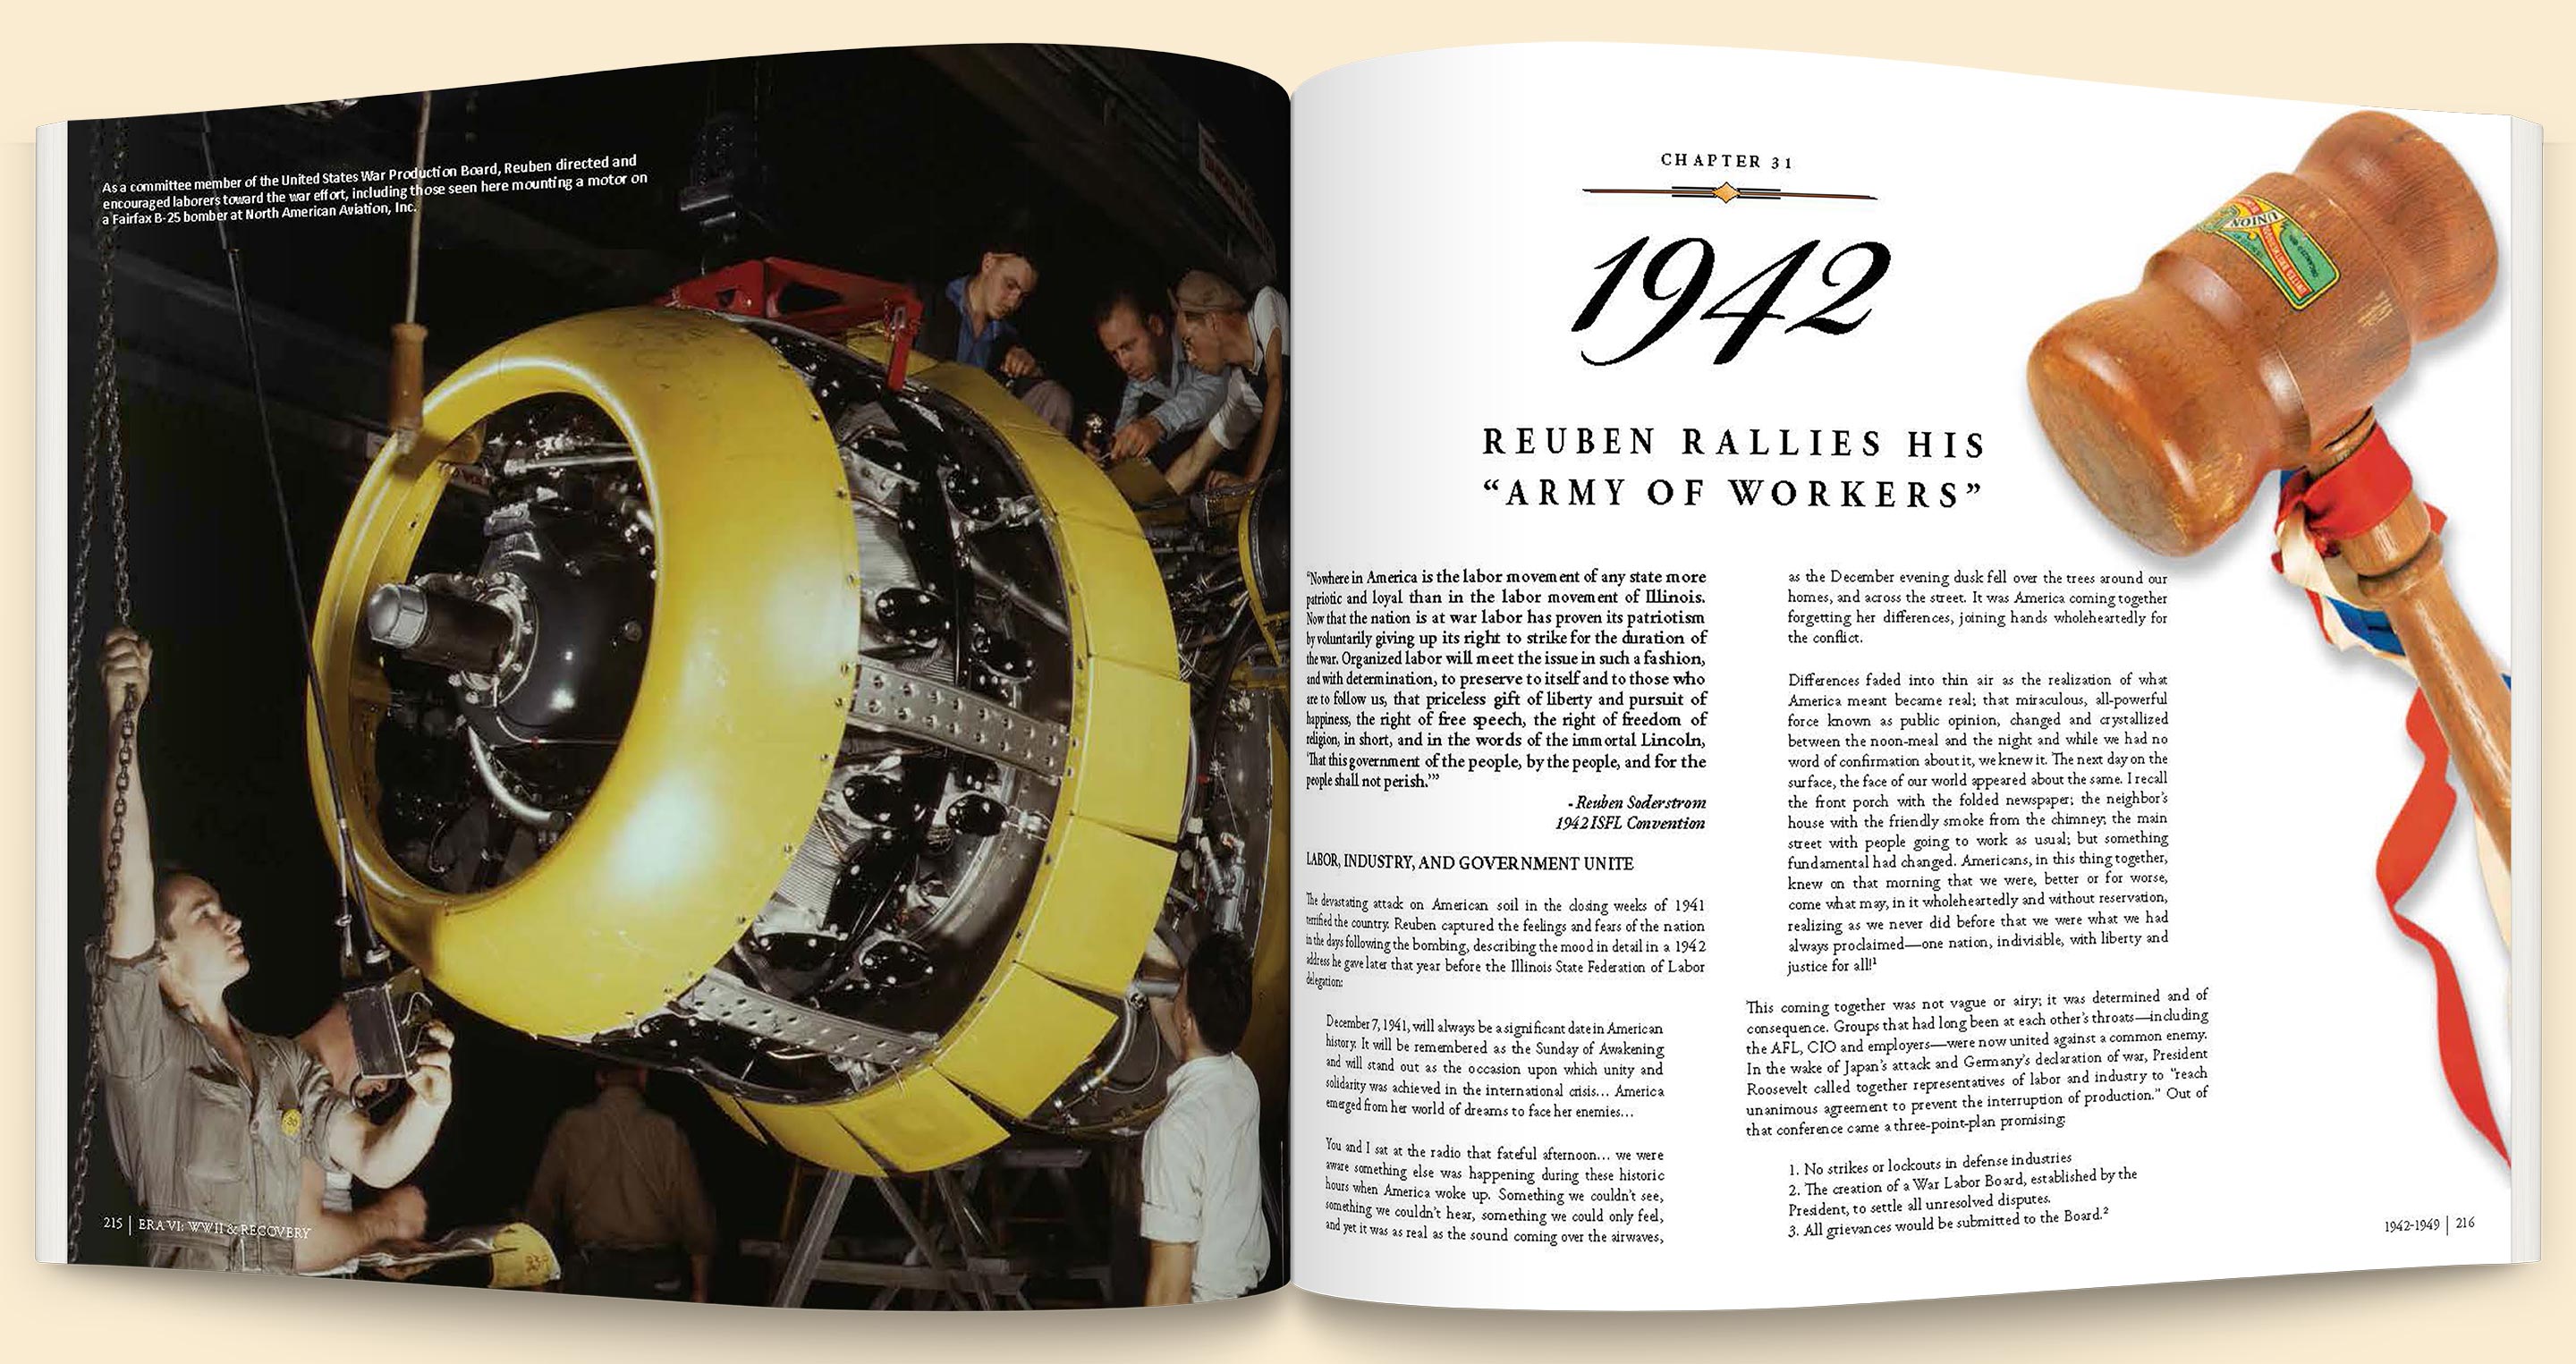 As a committee member of the United States War Production Board, Reuben directed and
encouraged laborers toward the war effort, including those seen here mounting a motor on
a Fairfax B-25 bomber at North American Aviation, Inc.
215 | ERA VI: WWII & RECOVERY
CHAPTER 31
1942
REUBEN RALLIES HIS
“ARMY OF WORKERS”
UNION
“Nowhere in America is the labor movement of any state more
patriotic and loyal than in the labor movement of Illinois.
Now that the nation is at war labor has proven its patriotism
by voluntarily giving up its right to strike for the duration of
the war. Organized labor will meet the issue in such a fashion,
and with determination, to preserve to itself and to those who
are to follow us, that priceless gift of liberty and pursuit of
happiness, the right of free speech, the right of freedom of
religion, in short, and in the words of the immortal Lincoln,
‘That this government of the people, by the people, and for the
people shall not perish.’”
- Reuben Soderstrom
1942 ISFL Convention
LABOR, INDUSTRY, AND GOVERNMENT UNITE
The devastating attack on American soil in the closing weeks of 1941
terrified the country. Reuben captured the feelings and fears of the nation
in the days following the bombing, describing the mood in detail in a 1942
address he gave later that year before the Illinois State Federation of Labor
delegation:
December 7, 1941, will always be a significant date in American
history. It will be remembered as the Sunday of Awakening
and will stand out as the occasion upon which unity and
solidarity was achieved in the international crisis… America
emerged from her world of dreams to face her enemies…
You and I sat at the radio that fateful afternoon… we were
aware something else was happening during these historic
hours when America woke up. Something we couldn’t see,
something we couldn’t hear, something we could only feel,
and yet it was as real as the sound coming over the airwaves,
as the December evening dusk fell over the trees around our
homes, and across the street. It was America coming together
forgetting her differences, joining hands wholeheartedly for
the conflict.
Differences faded into thin air as the realization of what
America meant became real; that miraculous, all-powerful
force known as public opinion, changed and crystallized
between the noon-meal and the night and while we had no
word of confirmation about it, we knew it. The next day on the
surface, the face of our world appeared about the same. I recall
the front porch with the folded newspaper; the neighbor’s
house with the friendly smoke from the chimney; the main
street with people going to work as usual; but something
fundamental had changed. Americans, in this thing together,
knew on that morning that we were, better or for worse,
come what may, in it wholeheartedly and without reservation,
realizing as we never did before that we were what we had
always proclaimed—one nation, indivisible, with liberty and
justice for all!¹
This coming together was not vague or airy; it was determined and of
consequence. Groups that had long been at each other’s throats—including
the AFL, CIO and employers—were now united against a common enemy.
In the wake of Japan’s attack and Germany’s declaration of war, President
Roosevelt called together representatives of labor and industry to “reach
unanimous agreement to prevent the interruption of production.” Out of
that conference came a three-point-plan promising:
1. No strikes or lockouts in defense industries
2. The creation of a War Labor Board, established by the
President, to settle all unresolved disputes.
3. All grievances would be submitted to the Board.²
1942-1949 | 216